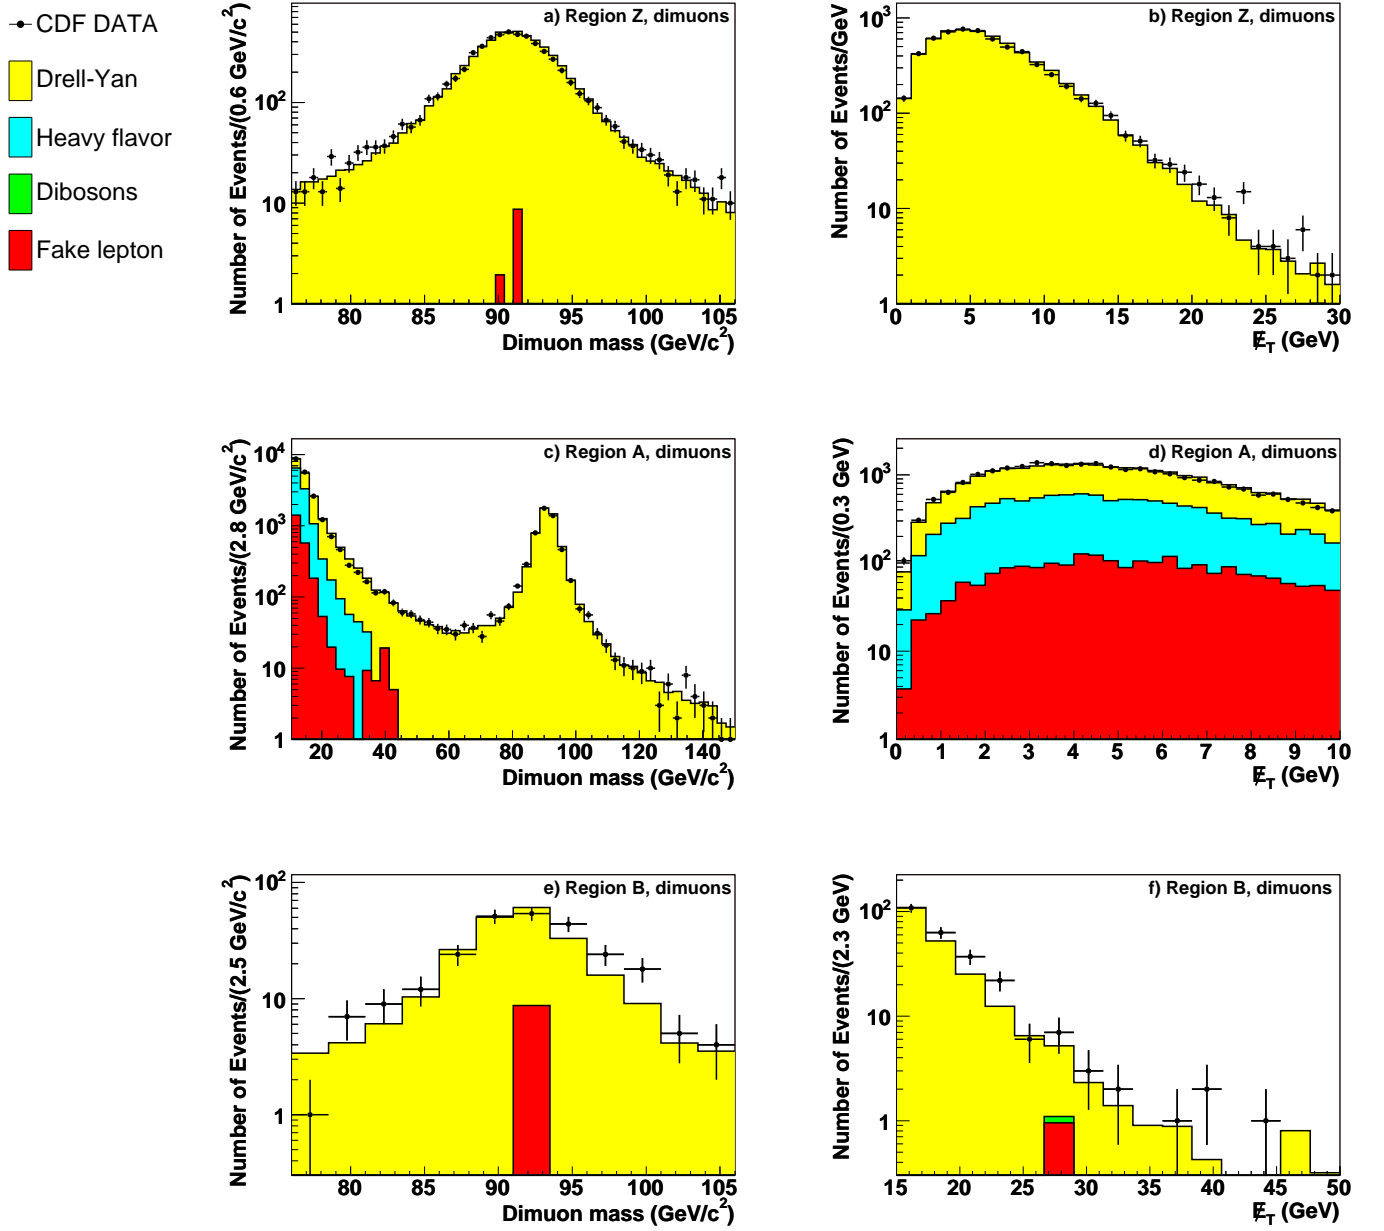 CDF DATA
Drell-Yan
Heavy flavor
Dibosons
Fake lepton
a) Region Z, dimuons
Number of Events/(0.6 GeV/c²)
10²
10
1
80 85 90 95 100 105
Dimuon mass (GeV/c²)
b) Region Z, dimuons
Number of Events/GeV
10³
10²
10
1
0 5 10 15 20 25 30
E̸_T (GeV)
c) Region A, dimuons
Number of Events/(2.8 GeV/c²)
10⁴
10³
10²
10
1
20 40 60 80 100 120 140
Dimuon mass (GeV/c²)
d) Region A, dimuons
Number of Events/(0.3 GeV)
10³
10²
10
1
0 1 2 3 4 5 6 7 8 9 10
E̸_T (GeV)
e) Region B, dimuons
Number of Events/(2.5 GeV/c²)
10²
10
1
80 85 90 95 100 105
Dimuon mass (GeV/c²)
f) Region B, dimuons
Number of Events/(2.3 GeV)
10²
10
1
15 20 25 30 35 40 45 50
E̸_T (GeV)